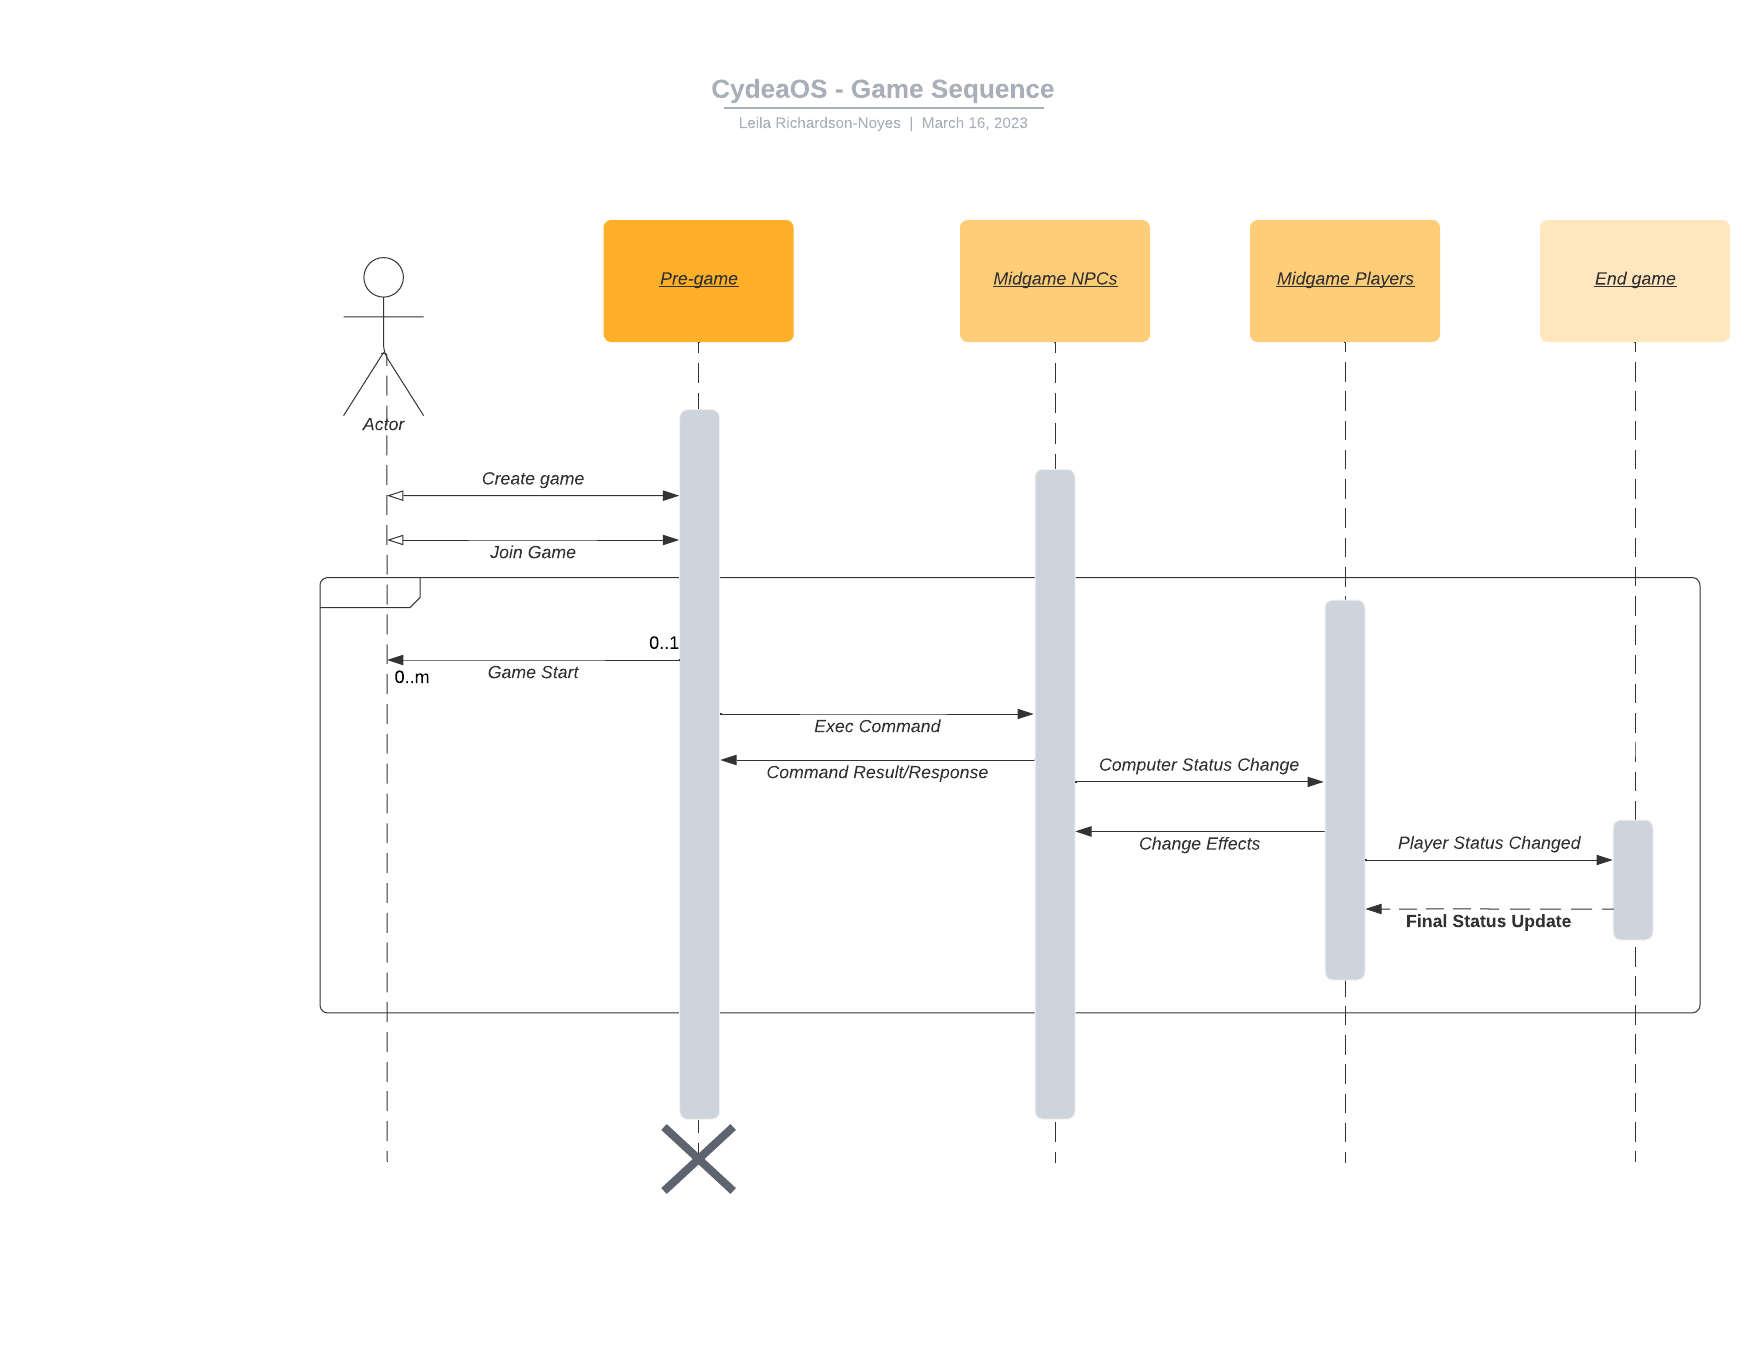 CydeaOS - Game Sequence
Leila Richardson-Noyes | March 16, 2023
Pre-game
Midgame NPCs
Midgame Players
End game
Actor
Create game
Join Game
0..1
Game Start
0..m
Exec Command
Command Result/Response
Computer Status Change
Change Effects
Player Status Changed
Final Status Update